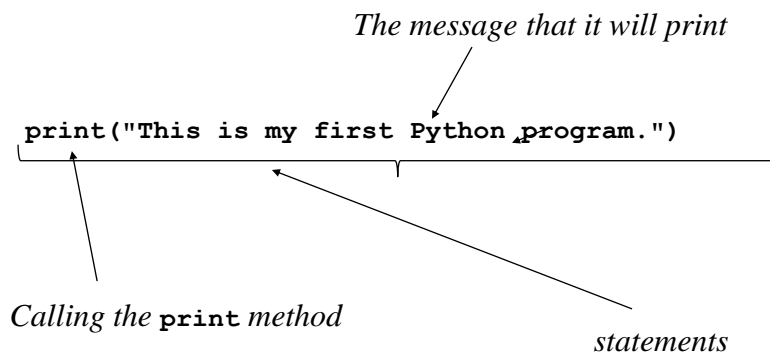 The message that it will print
print("This is my first Python program.")
Calling the print method
statements